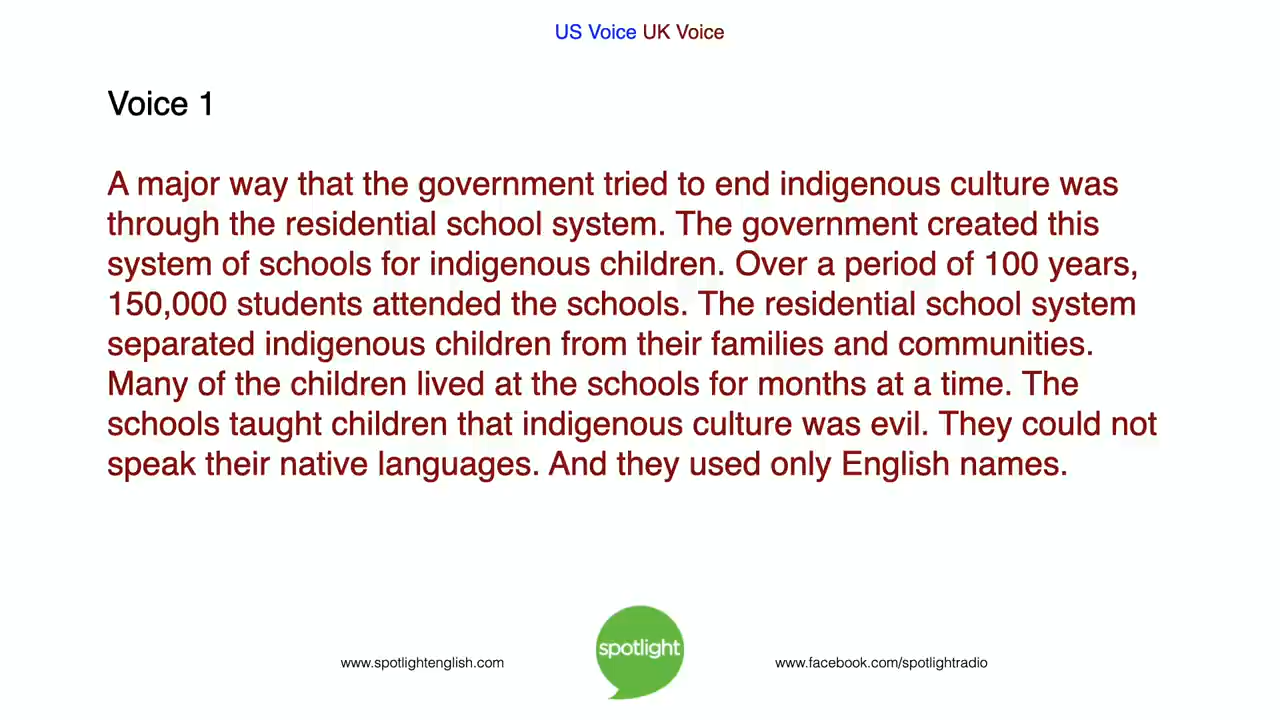 US Voice UK Voice
Voice 1
A major way that the government tried to end indigenous culture was
through the residential school system. The government created this
system of schools for indigenous children. Over a period of 100 years,
150,000 students attended the schools. The residential school system
separated indigenous children from their families and communities.
Many of the children lived at the schools for months at a time. The
schools taught children that indigenous culture was evil. They could not
speak their native languages. And they used only English names.
www.spotlightenglish.com
spotlight
www.facebook.com/spotlightradio